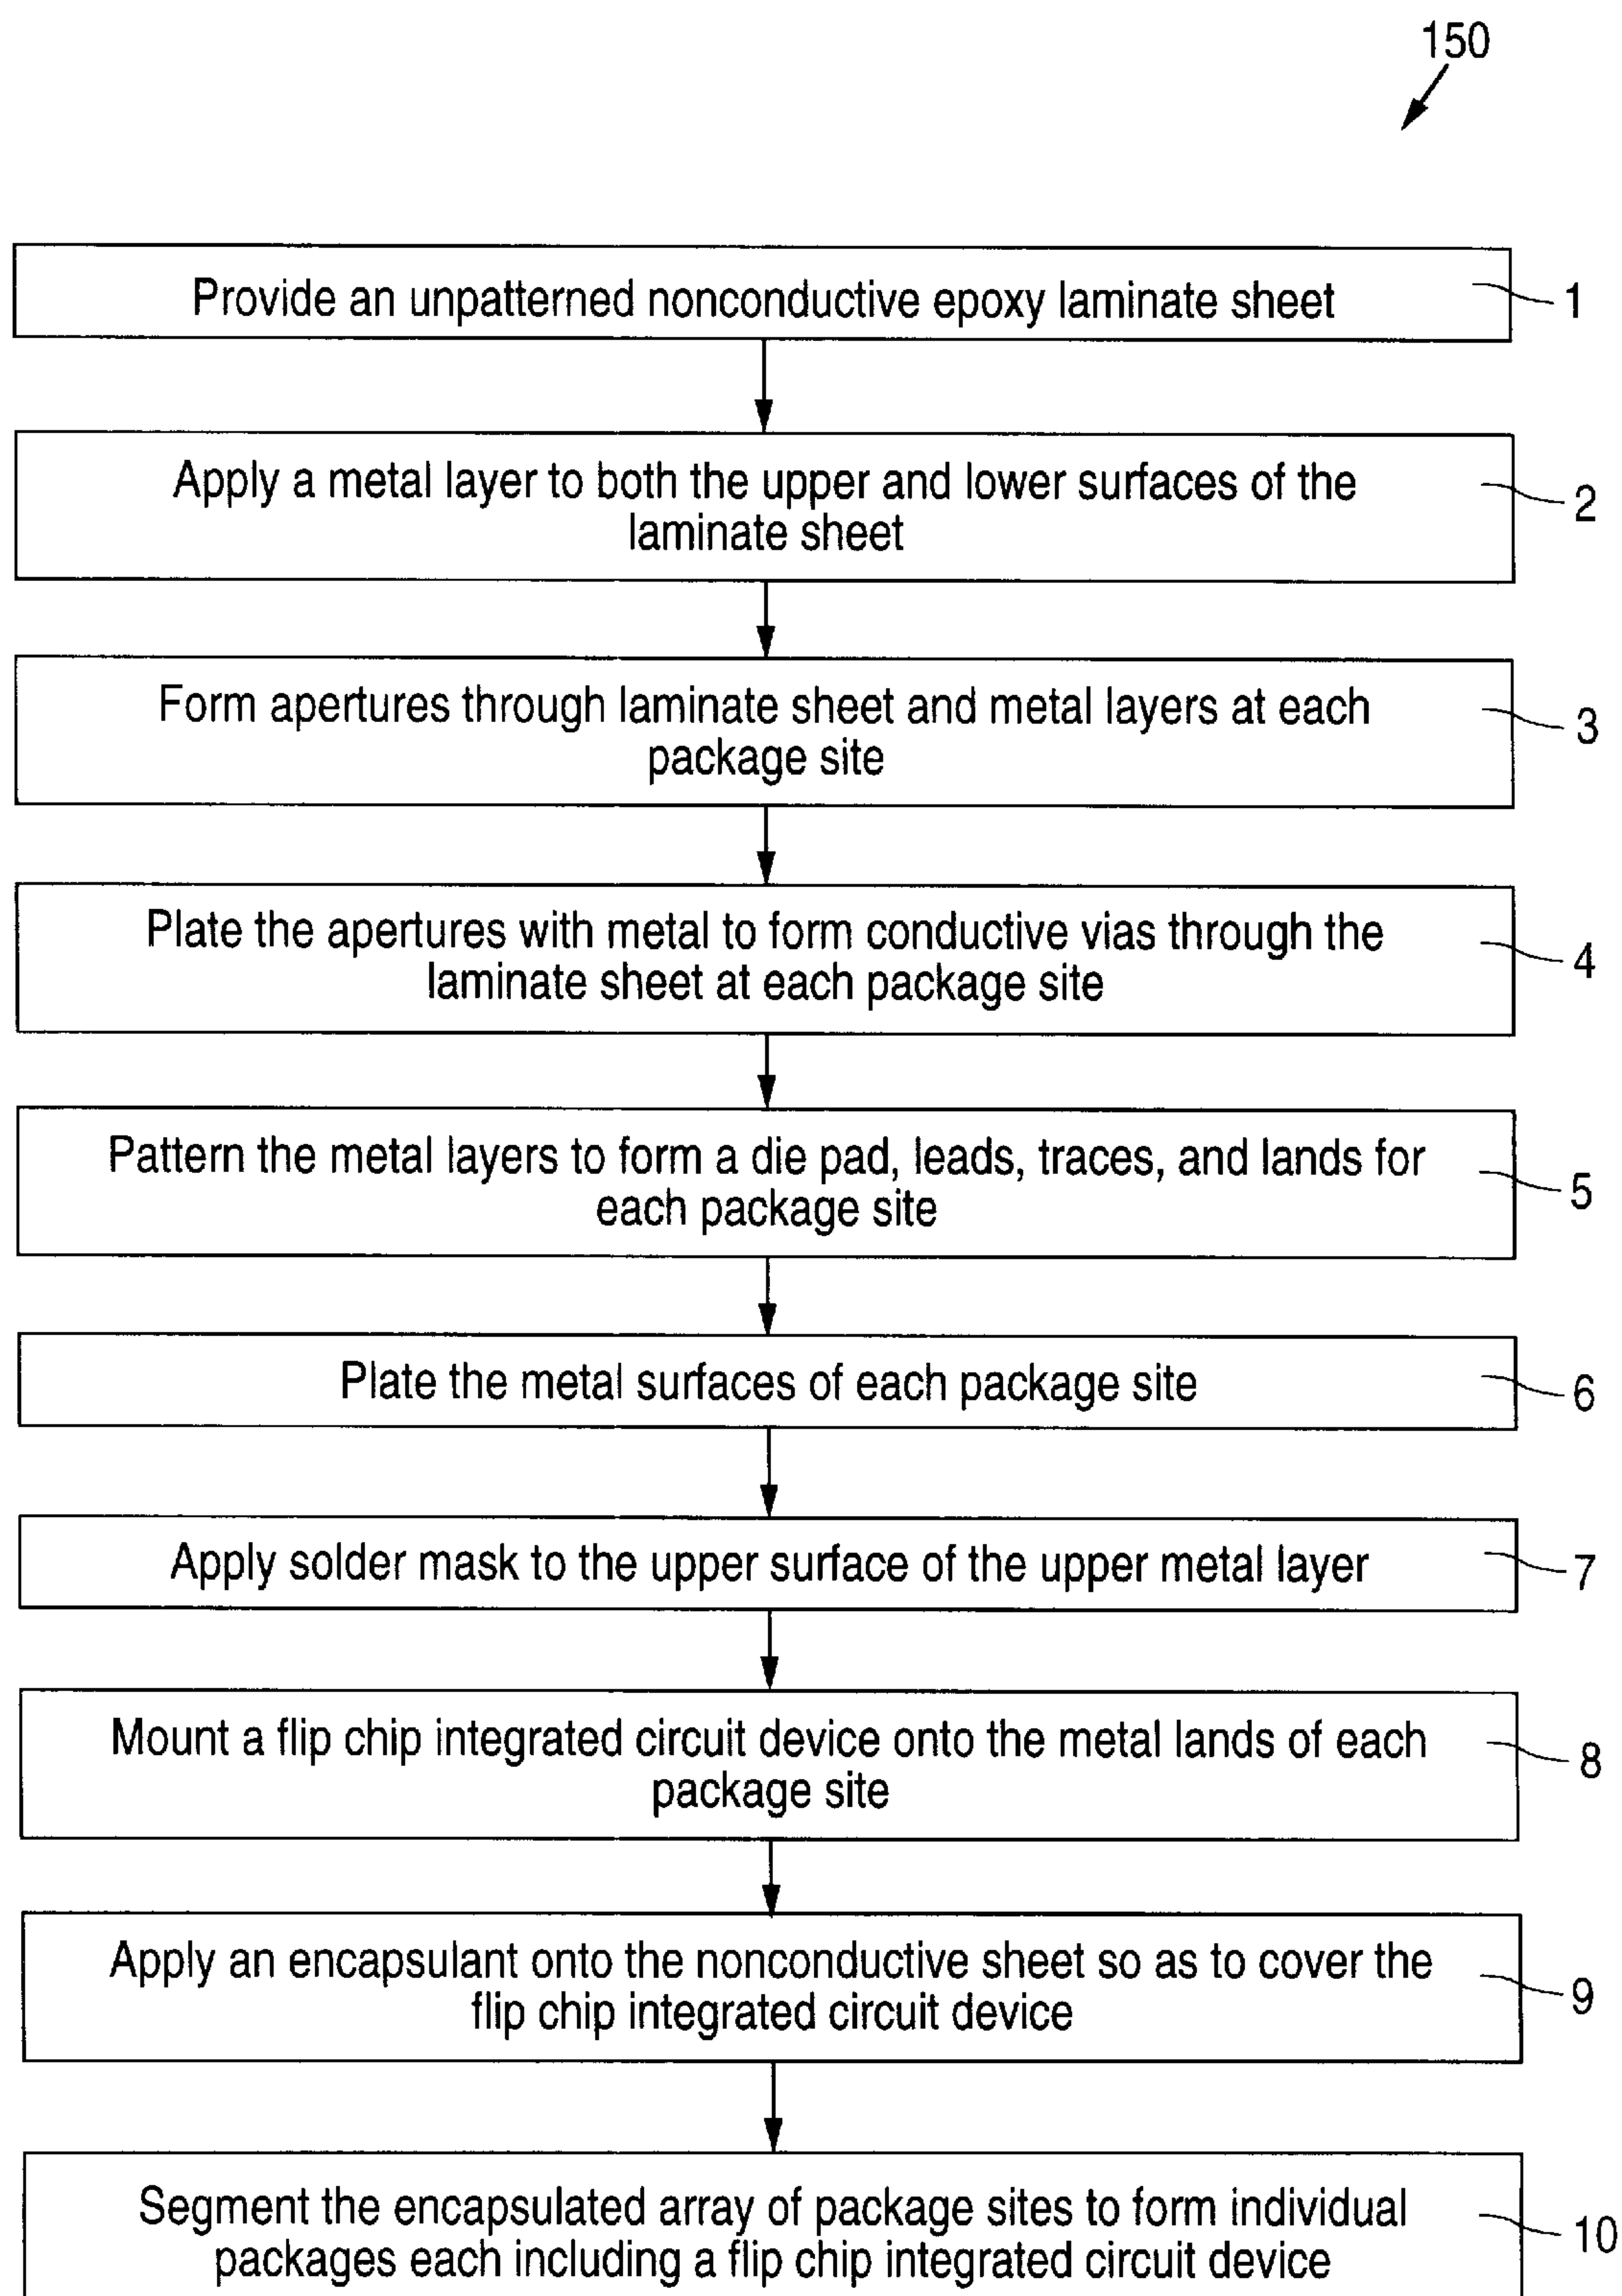 150
Provide an unpatterned nonconductive epoxy laminate sheet
1
Apply a metal layer to both the upper and lower surfaces of the
laminate sheet
2
Form apertures through laminate sheet and metal layers at each
package site
3
Plate the apertures with metal to form conductive vias through the
laminate sheet at each package site
4
Pattern the metal layers to form a die pad, leads, traces, and lands for
each package site
5
Plate the metal surfaces of each package site
6
Apply solder mask to the upper surface of the upper metal layer
7
Mount a flip chip integrated circuit device onto the metal lands of each
package site
8
Apply an encapsulant onto the nonconductive sheet so as to cover the
flip chip integrated circuit device
9
Segment the encapsulated array of package sites to form individual
packages each including a flip chip integrated circuit device
10